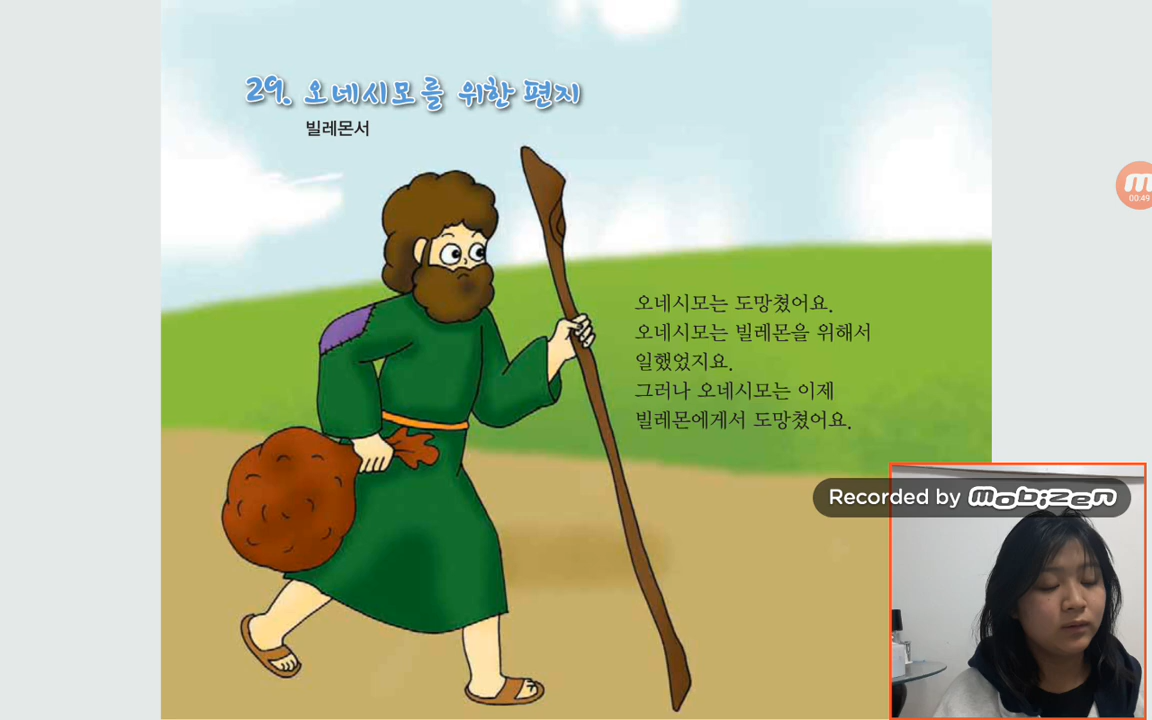 29. 오네시모를 위한 편지
빌레몬서
오네시모는 도망쳤어요.
오네시모는 빌레몬을 위해서
일했었지요.
그러나 오네시모는 이제
빌레몬에게서 도망쳤어요.
00:49
Recorded by mobizen